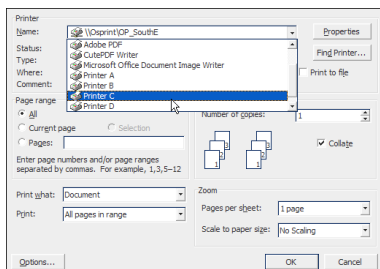 Printer
Name: \\Osprint\OP_SouthE Properties
Status: Adobe PDF Find Printer...
Type: CutePDF Writer
Microsoft Office Document Image Writer
Where: Printer A Print to file
Comment: Printer B
Printer C
Printer D
Page range
All Number of copies: 1
Current page Selection
Pages: Collate
Enter page numbers and/or page ranges
separated by commas. For example, 1,3,5–12
Print what: Document Zoom
Print: All pages in range Pages per sheet: 1 page
Scale to paper size: No Scaling
Options... OK Cancel